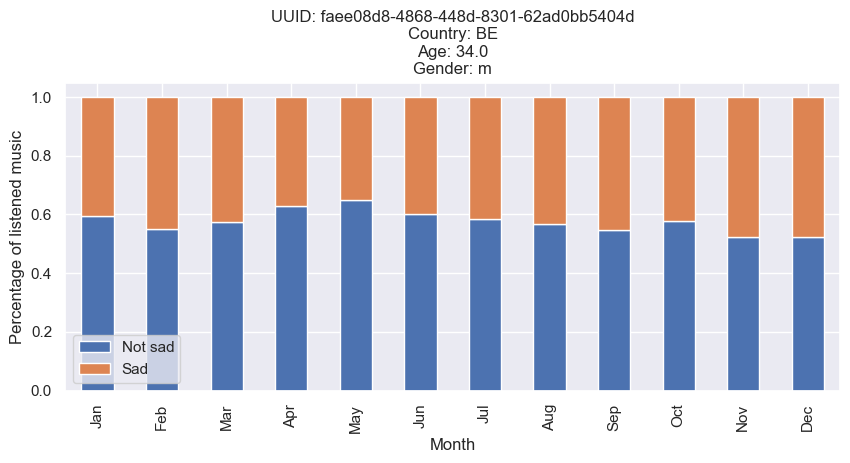 UUID: faee08d8-4868-448d-8301-62ad0bb5404d
Country: BE
Age: 34.0
Gender: m
Percentage of listened music
1.0
0.8
0.6
0.4
0.2
0.0
Not sad
Sad
Jan
Feb
Mar
Apr
May
Jun
Jul
Aug
Sep
Oct
Nov
Dec
Month